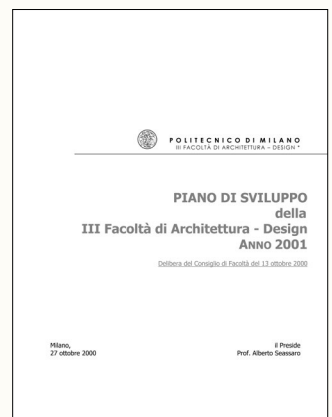 POLITECNICO DI MILANO
III FACOLTÀ DI ARCHITETTURA – DESIGN *
PIANO DI SVILUPPO
della
III Facoltà di Architettura - Design
ANNO 2001
Delibera del Consiglio di Facoltà del 13 ottobre 2000
Milano,
27 ottobre 2000
il Preside
Prof. Alberto Seassaro